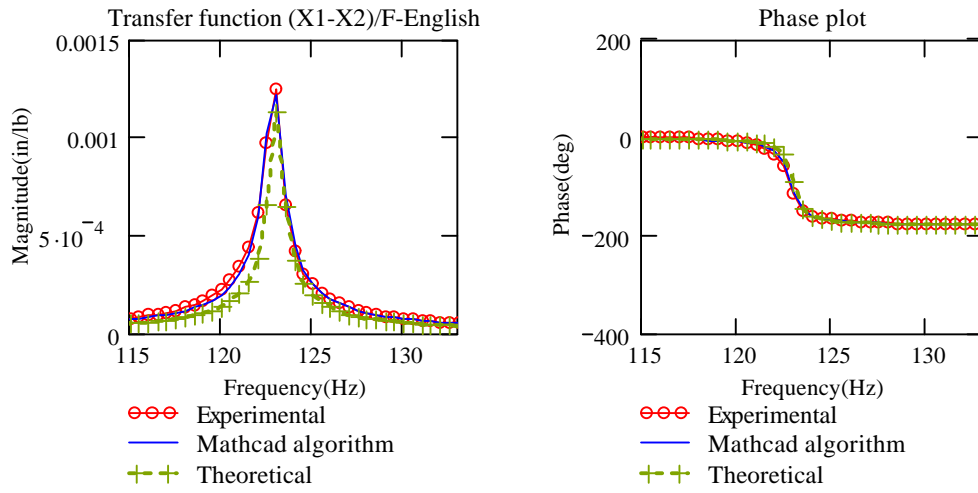 Transfer function (X1-X2)/F-English
0.0015
0.001
5·10⁻⁴
0
Magnitude(in/lb)
115 120 125 130
Frequency(Hz)
Experimental
Mathcad algorithm
Theoretical
Phase plot
200
0
−200
−400
Phase(deg)
115 120 125 130
Frequency(Hz)
Experimental
Mathcad algorithm
Theoretical